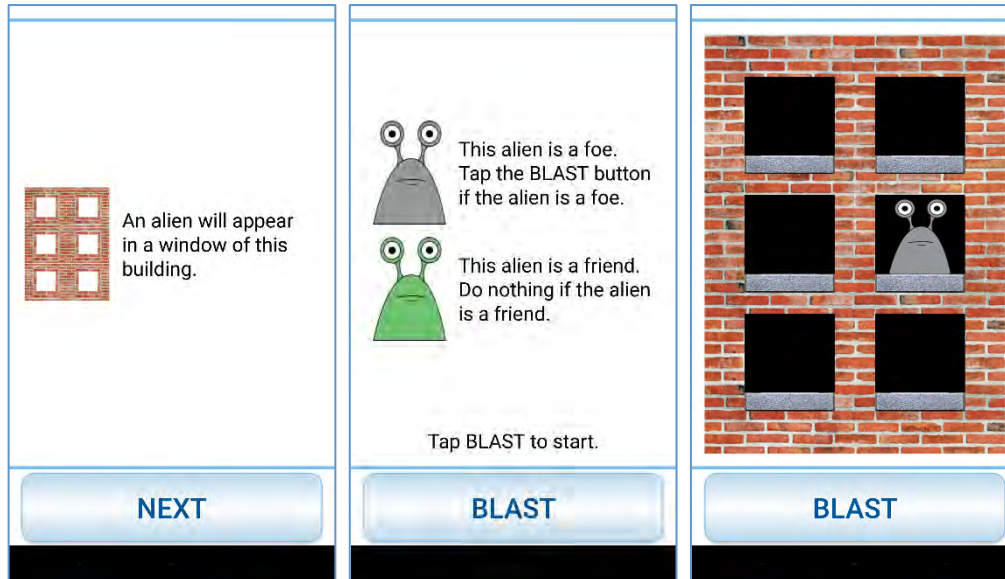 An alien will appear
in a window of this
building.
NEXT
This alien is a foe.
Tap the BLAST button
if the alien is a foe.
This alien is a friend.
Do nothing if the alien
is a friend.
Tap BLAST to start.
BLAST
BLAST